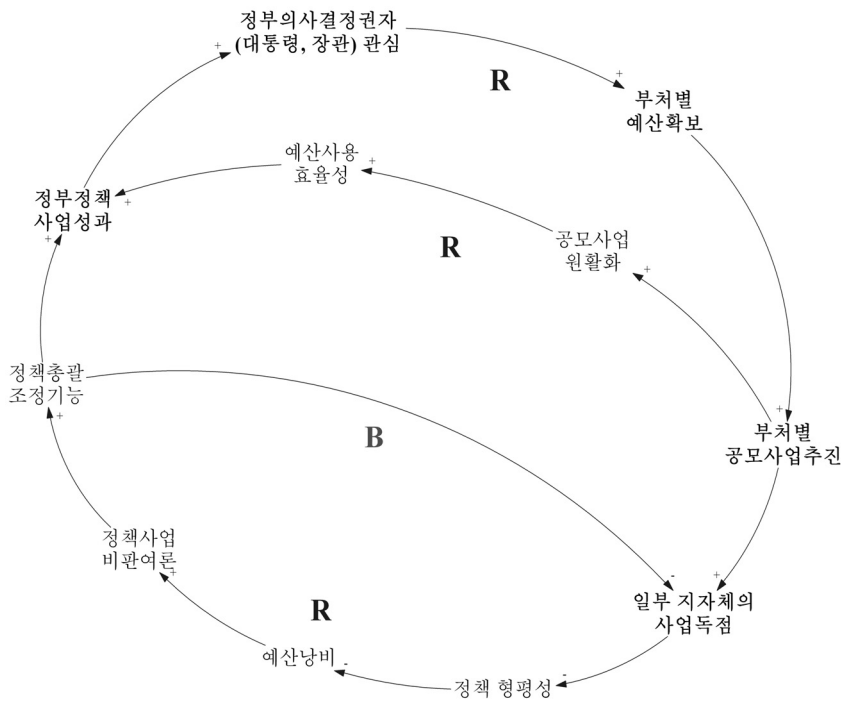 정부의사결정권자
(대통령, 장관) 관심
+
R
+
부처별
예산확보
예산사용
효율성
+
정부정책
사업성과
+
+
R
공모사업
원활화
+
정책총괄
조정기능
+
B
+
부처별
공모사업추진
정책사업
비판여론
+
-
+
일부 지자체의
사업독점
R
예산낭비
-
정책 형평성
-